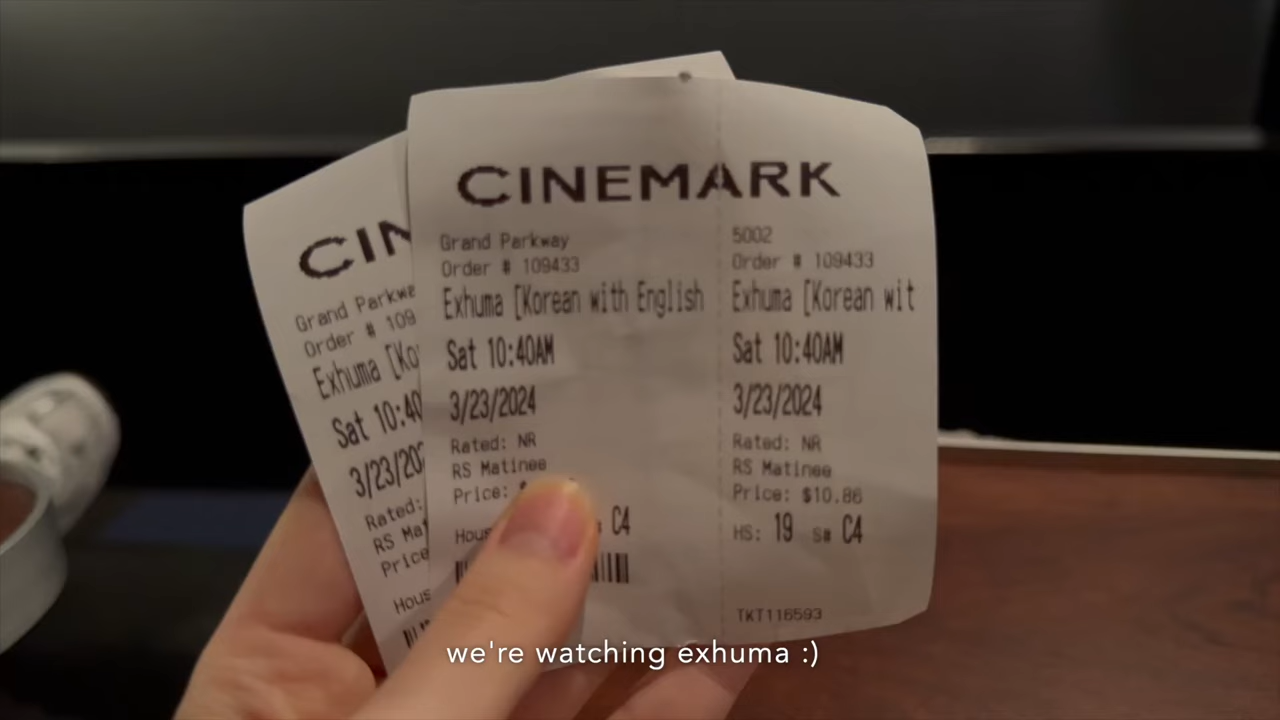 CIN
Grand Parkwa
Order # 109
Exhuma [Ko
Sat 10:40
3/23/20
Rated:
RS Ma
Price
Hous
CINEMARK
Grand Parkway
Order # 109433
Exhuma [Korean with English
Sat 10:40AM
3/23/2024
Rated: NR
RS Matinee
Price:
Hous C4
5002
Order # 109433
Exhuma [Korean wit
Sat 10:40AM
3/23/2024
Rated: NR
RS Matinee
Price: $10.86
HS: 19 S# C4
TKT116593
we're watching exhuma :)